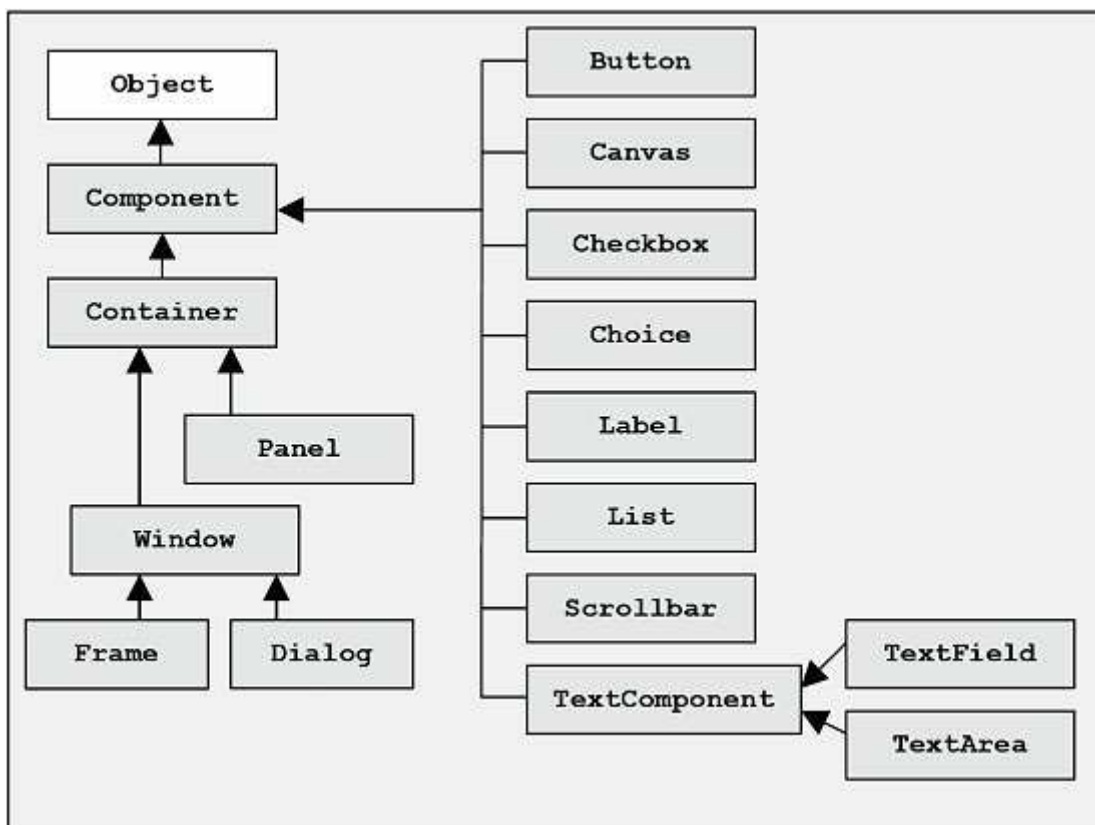 Object
Component
Container
Panel
Window
Frame
Dialog
Button
Canvas
Checkbox
Choice
Label
List
Scrollbar
TextComponent
TextField
TextArea